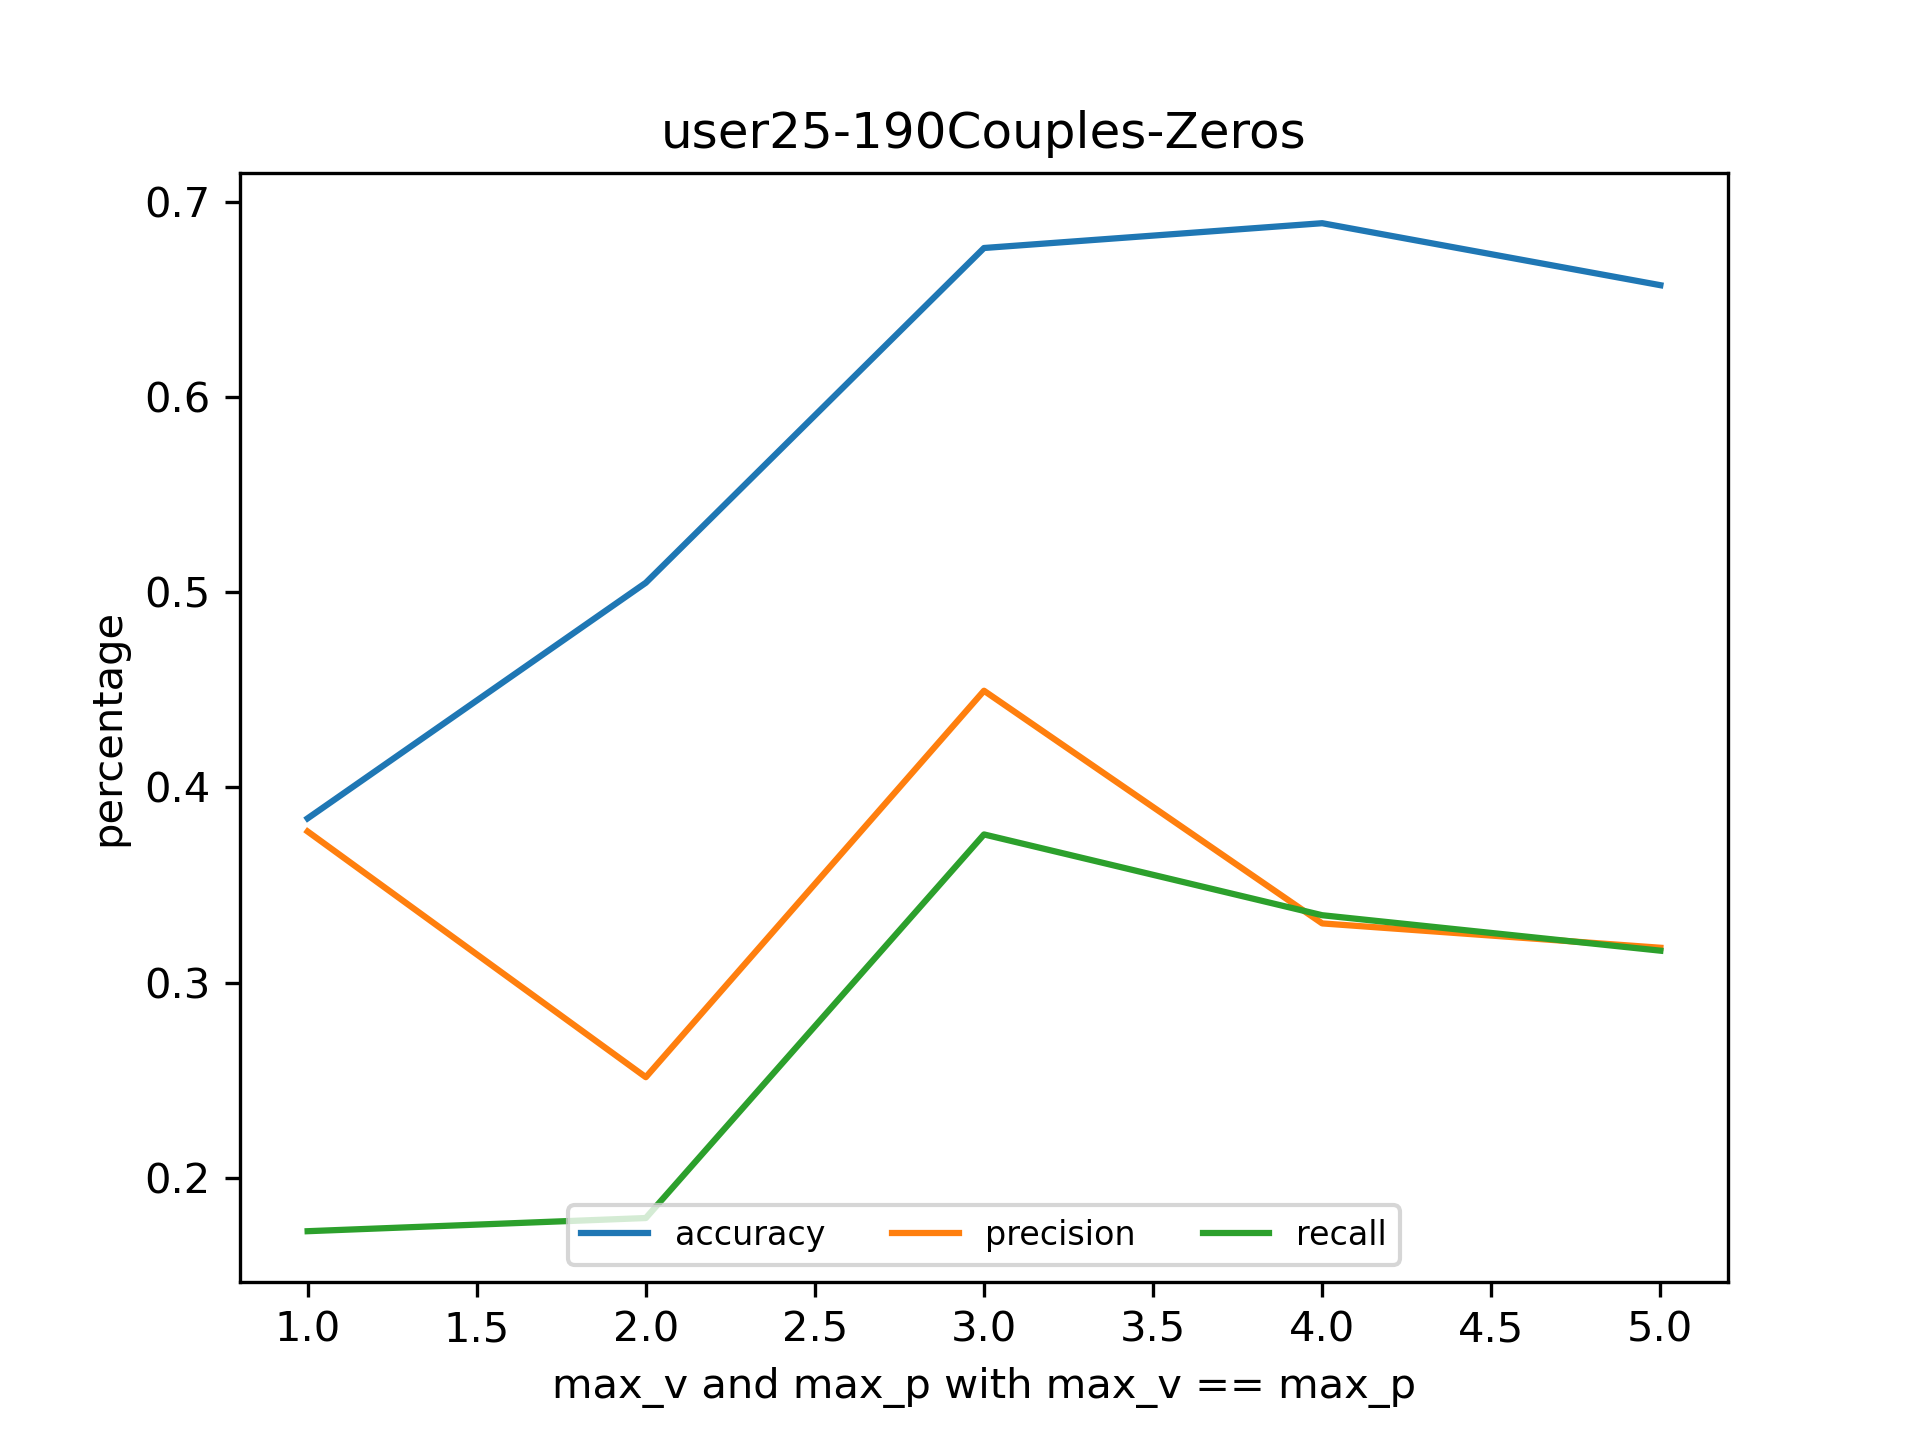 user25-190Couples-Zeros
0.7
0.6
0.5
0.4
0.3
0.2
percentage
accuracy precision recall
1.0 1.5 2.0 2.5 3.0 3.5 4.0 4.5 5.0
max_v and max_p with max_v == max_p